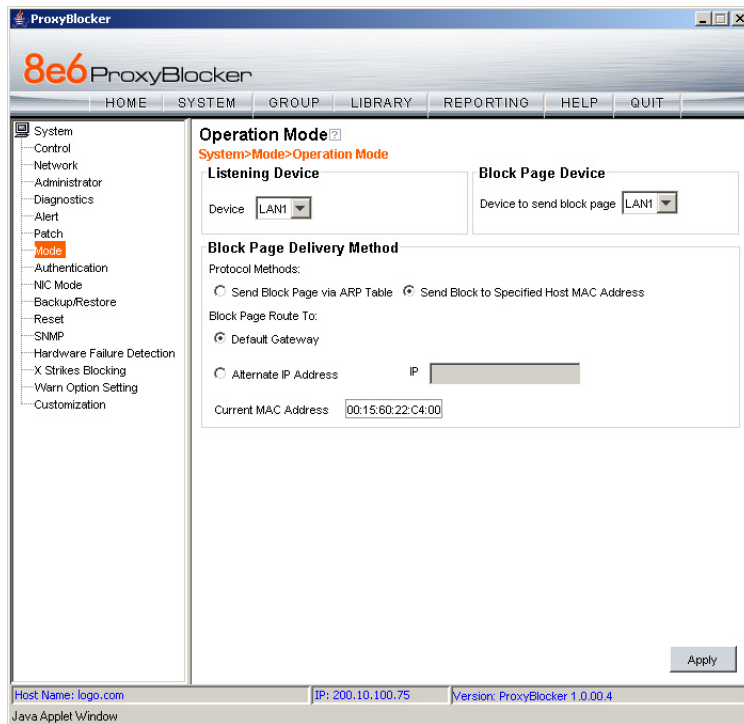 ProxyBlocker
8e6 ProxyBlocker
HOME SYSTEM GROUP LIBRARY REPORTING HELP QUIT
System
Control
Network
Administrator
Diagnostics
Alert
Patch
Mode
Authentication
NIC Mode
Backup/Restore
Reset
SNMP
Hardware Failure Detection
X Strikes Blocking
Warn Option Setting
Customization
Operation Mode ?
System>Mode>Operation Mode
Listening Device
Device LAN1
Block Page Device
Device to send block page LAN1
Block Page Delivery Method
Protocol Methods:
Send Block Page via ARP Table Send Block to Specified Host MAC Address
Block Page Route To:
Default Gateway
Alternate IP Address IP
Current MAC Address 00:15:60:22:C4:00
Apply
Host Name: logo.com IP: 200.10.100.75 Version: ProxyBlocker 1.0.00.4
Java Applet Window